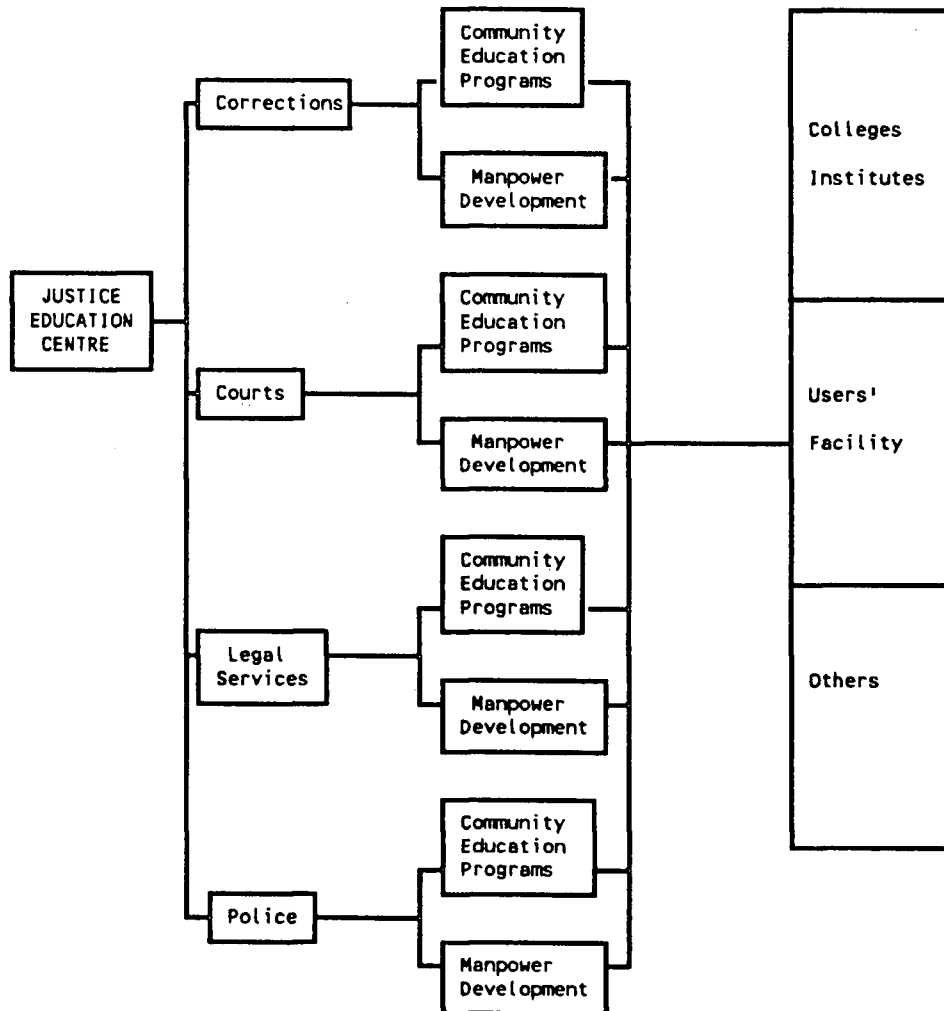 JUSTICE
EDUCATION
CENTRE
Corrections
Community
Education
Programs
Manpower
Development
Courts
Community
Education
Programs
Manpower
Development
Legal
Services
Community
Education
Programs
Manpower
Development
Police
Community
Education
Programs
Manpower
Development
Colleges
Institutes
Users'
Facility
Others